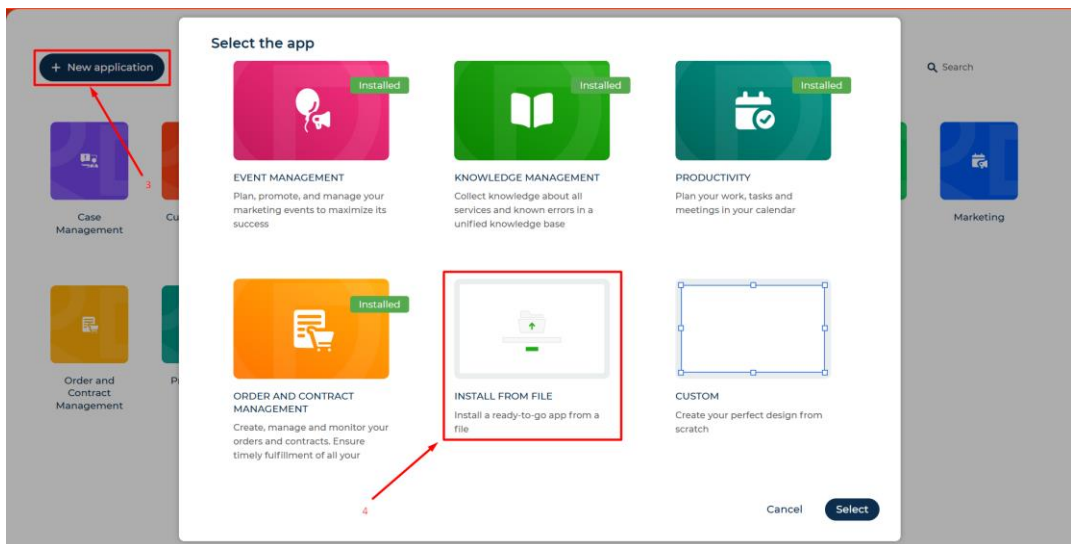 Select the app
+ New application
Search
Installed
Installed
Installed
EVENT MANAGEMENT
Plan, promote, and manage your
marketing events to maximize its
success
KNOWLEDGE MANAGEMENT
Collect knowledge about all
services and known errors in a
unified knowledge base
PRODUCTIVITY
Plan your work, tasks and
meetings in your calendar
3
Case
Management
Cu
Marketing
Installed
ORDER AND CONTRACT
MANAGEMENT
Create, manage and monitor your
orders and contracts. Ensure
timely fulfillment of all your
INSTALL FROM FILE
Install a ready-to-go app from a
file
CUSTOM
Create your perfect design from
scratch
Order and
Contract
Management
P
4
Cancel
Select